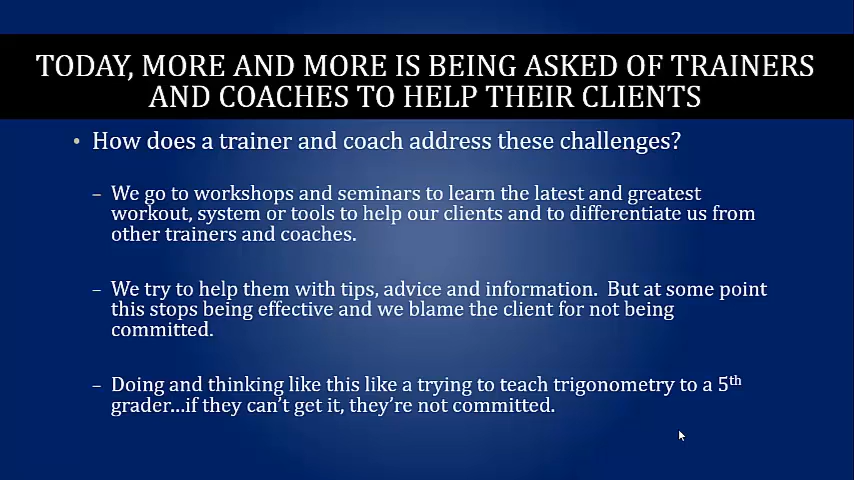 TODAY, MORE AND MORE IS BEING ASKED OF TRAINERS
AND COACHES TO HELP THEIR CLIENTS
• How does a trainer and coach address these challenges?
– We go to workshops and seminars to learn the latest and greatest
workout, system or tools to help our clients and to differentiate us from
other trainers and coaches.
– We try to help them with tips, advice and information.  But at some point
this stops being effective and we blame the client for not being
committed.
– Doing and thinking like this like a trying to teach trigonometry to a 5th
grader…if they can't get it, they're not committed.